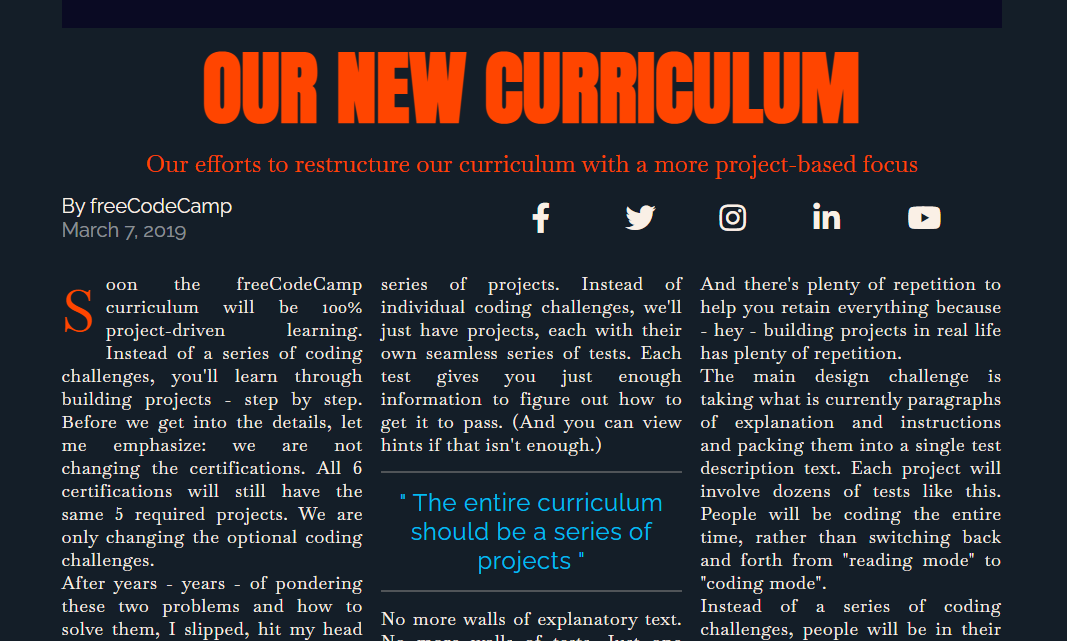 OUR NEW CURRICULUM
Our efforts to restructure our curriculum with a more project-based focus
By freeCodeCamp
March 7, 2019
Soon the freeCodeCamp
curriculum will be 100%
project-driven learning.
Instead of a series of coding
challenges, you'll learn through
building projects - step by step.
Before we get into the details, let
me emphasize: we are not
changing the certifications. All 6
certifications will still have the
same 5 required projects. We are
only changing the optional coding
challenges.
After years - years - of pondering
these two problems and how to
solve them, I slipped, hit my head
series of projects. Instead of
individual coding challenges, we'll
just have projects, each with their
own seamless series of tests. Each
test gives you just enough
information to figure out how to
get it to pass. (And you can view
hints if that isn't enough.)
" The entire curriculum
should be a series of
projects "
No more walls of explanatory text.
No more walls of tests. Just one
And there's plenty of repetition to
help you retain everything because
- hey - building projects in real life
has plenty of repetition.
The main design challenge is
taking what is currently paragraphs
of explanation and instructions
and packing them into a single test
description text. Each project will
involve dozens of tests like this.
People will be coding the entire
time, rather than switching back
and forth from "reading mode" to
"coding mode".
Instead of a series of coding
challenges, people will be in their